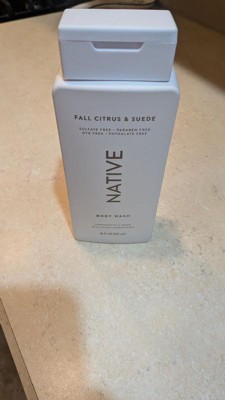 FALL CITRUS & SUEDE
SULFATE FREE • PARABEN FREE
DYE FREE • PHTHALATE FREE
NATIVE
BODY WASH